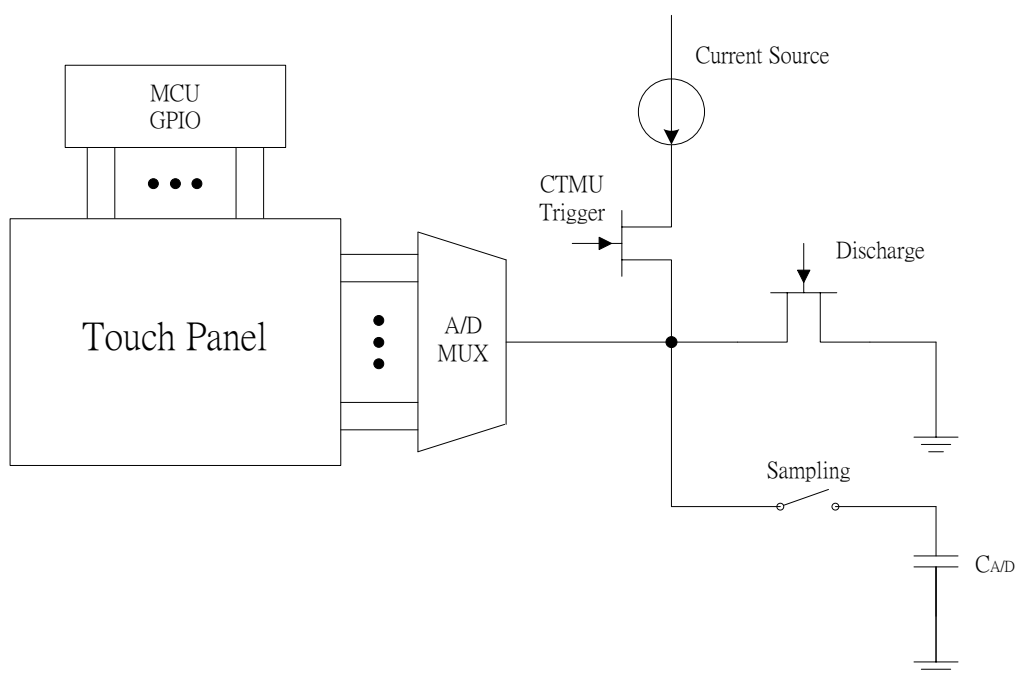 Current Source
MCU
GPIO
CTMU
Trigger
Discharge
Touch Panel
A/D
MUX
Sampling
CA/D